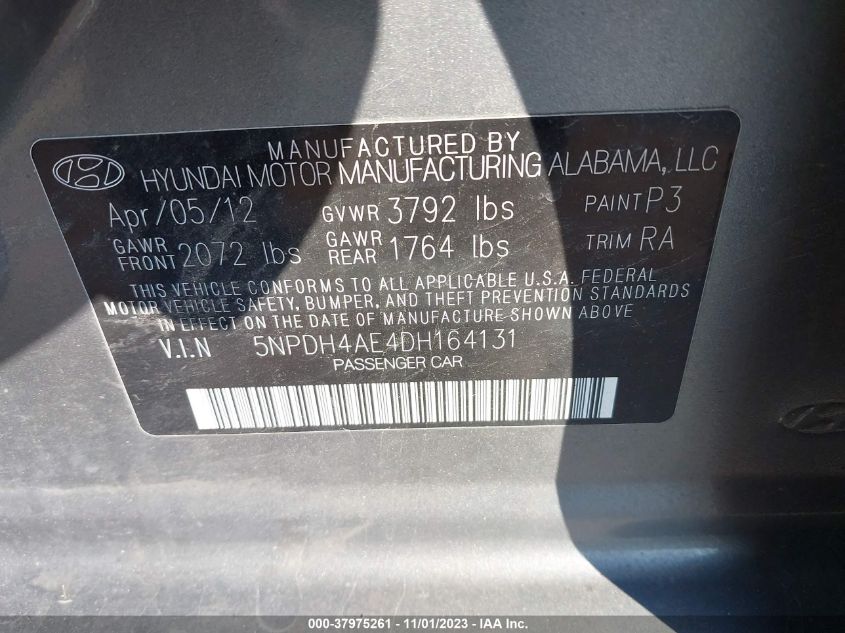 MANUFACTURED BY
HYUNDAI MOTOR MANUFACTURING ALABAMA, LLC
Apr/05/12 GVWR 3792 lbs PAINT P3
GAWR FRONT 2072 lbs GAWR REAR 1764 lbs TRIM RA
THIS VEHICLE CONFORMS TO ALL APPLICABLE U.S.A. FEDERAL
MOTOR VEHICLE SAFETY, BUMPER, AND THEFT PREVENTION STANDARDS
IN EFFECT ON THE DATE OF MANUFACTURE SHOWN ABOVE
V.I.N 5NPDH4AE4DH164131
PASSENGER CAR
000-37975261 - 11/01/2023 - IAA Inc.